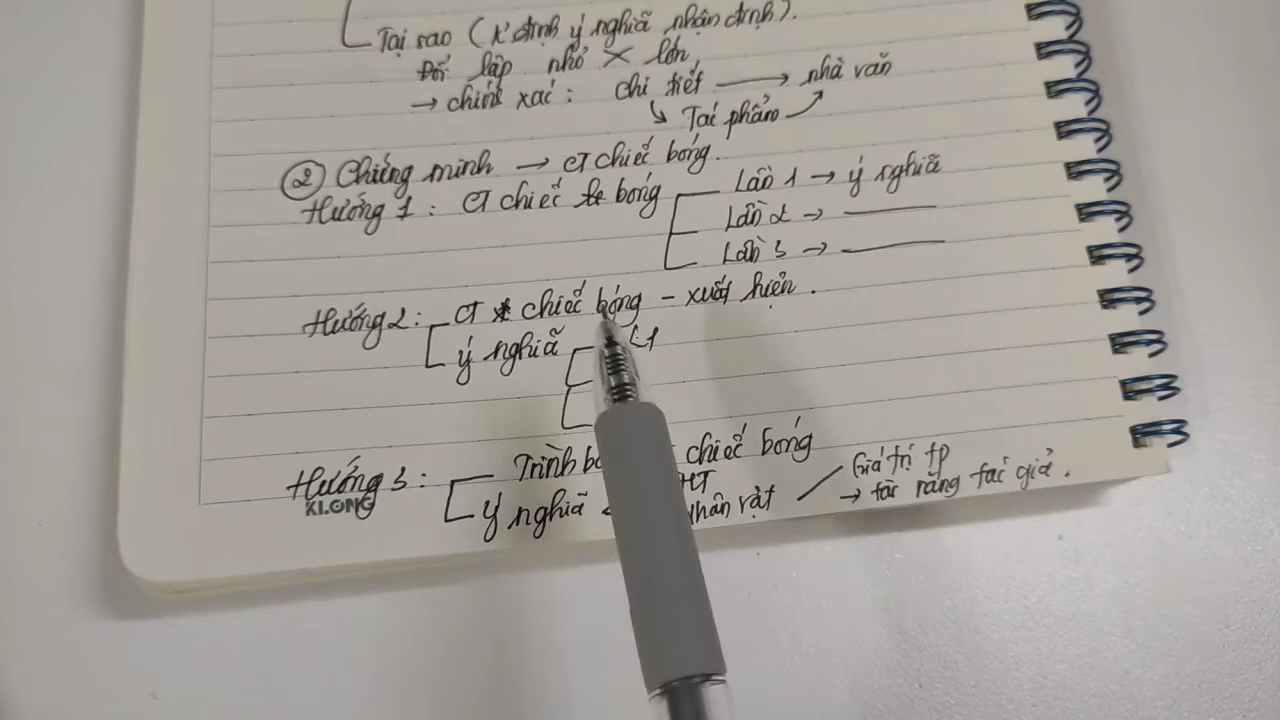 Tại sao (x định ý nghĩa nhận định).
Đối lập nhỏ X lớn
→ chính xác : chi tiết → nhà văn
↳ Tác phẩm
② Chứng minh → CT chiếc bóng.
Hướng 1 : CT chiếc bóng
Lần 1 → ý nghĩa
Lần 2 →
Lần 3 →
Hướng 2 : CT chiếc bóng - xuất hiện .
ý nghĩa
L1
Hướng 3 : Trình chiếc bóng
ý nghĩa nhân vật
Giá trị tp
→ tài năng tác giả .
KLONG